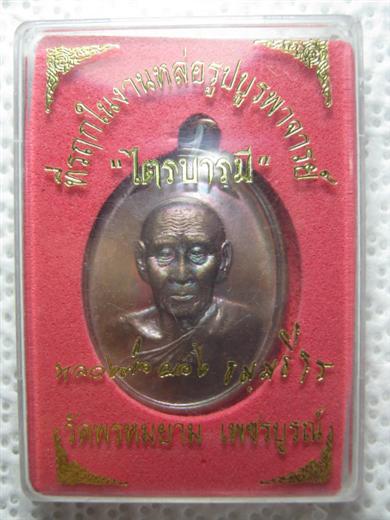 ที่ระฤกในงานหล่อรูปบูรพาจารย์
"ไตรบารมี"
วัดพรหมยาม เพชรบูรณ์